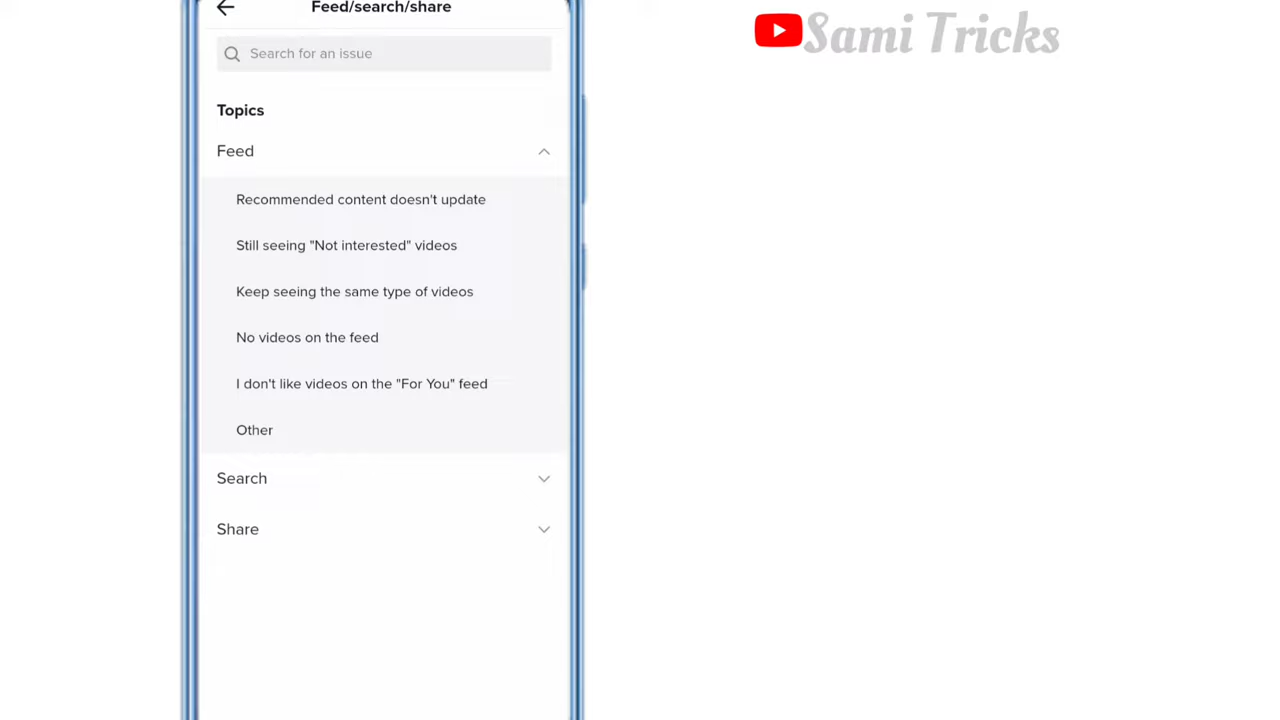 Feed/search/share
Sami Tricks
Search for an issue
Topics
Feed
Recommended content doesn't update
Still seeing "Not interested" videos
Keep seeing the same type of videos
No videos on the feed
I don't like videos on the "For You" feed
Other
Search
Share